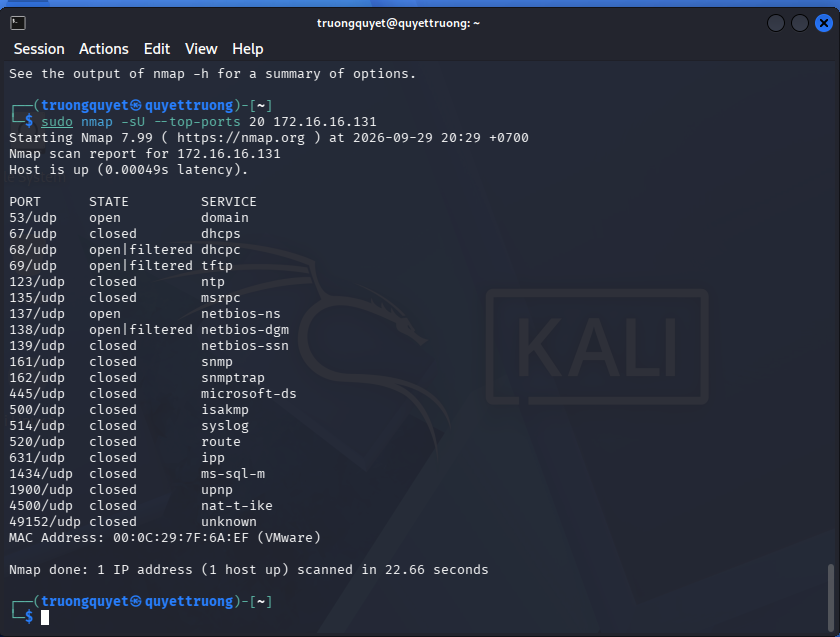 truongquyet@quyettruong: ~
Session Actions Edit View Help
See the output of nmap -h for a summary of options.
┌──(truongquyet㉿quyettruong)-[~]
└─$ sudo nmap -sU --top-ports 20 172.16.16.131
Starting Nmap 7.99 ( https://nmap.org ) at 2026-09-29 20:29 +0700
Nmap scan report for 172.16.16.131
Host is up (0.00049s latency).
PORT      STATE         SERVICE
53/udp    open          domain
67/udp    closed        dhcps
68/udp    open|filtered dhcpc
69/udp    open|filtered tftp
123/udp   closed        ntp
135/udp   closed        msrpc
137/udp   open          netbios-ns
138/udp   open|filtered netbios-dgm
139/udp   closed        netbios-ssn
161/udp   closed        snmp
162/udp   closed        snmptrap
445/udp   closed        microsoft-ds
500/udp   closed        isakmp
514/udp   closed        syslog
520/udp   closed        route
631/udp   closed        ipp
1434/udp  closed        ms-sql-m
1900/udp  closed        upnp
4500/udp  closed        nat-t-ike
49152/udp closed        unknown
MAC Address: 00:0C:29:7F:6A:EF (VMware)
Nmap done: 1 IP address (1 host up) scanned in 22.66 seconds
┌──(truongquyet㉿quyettruong)-[~]
└─$
KALI